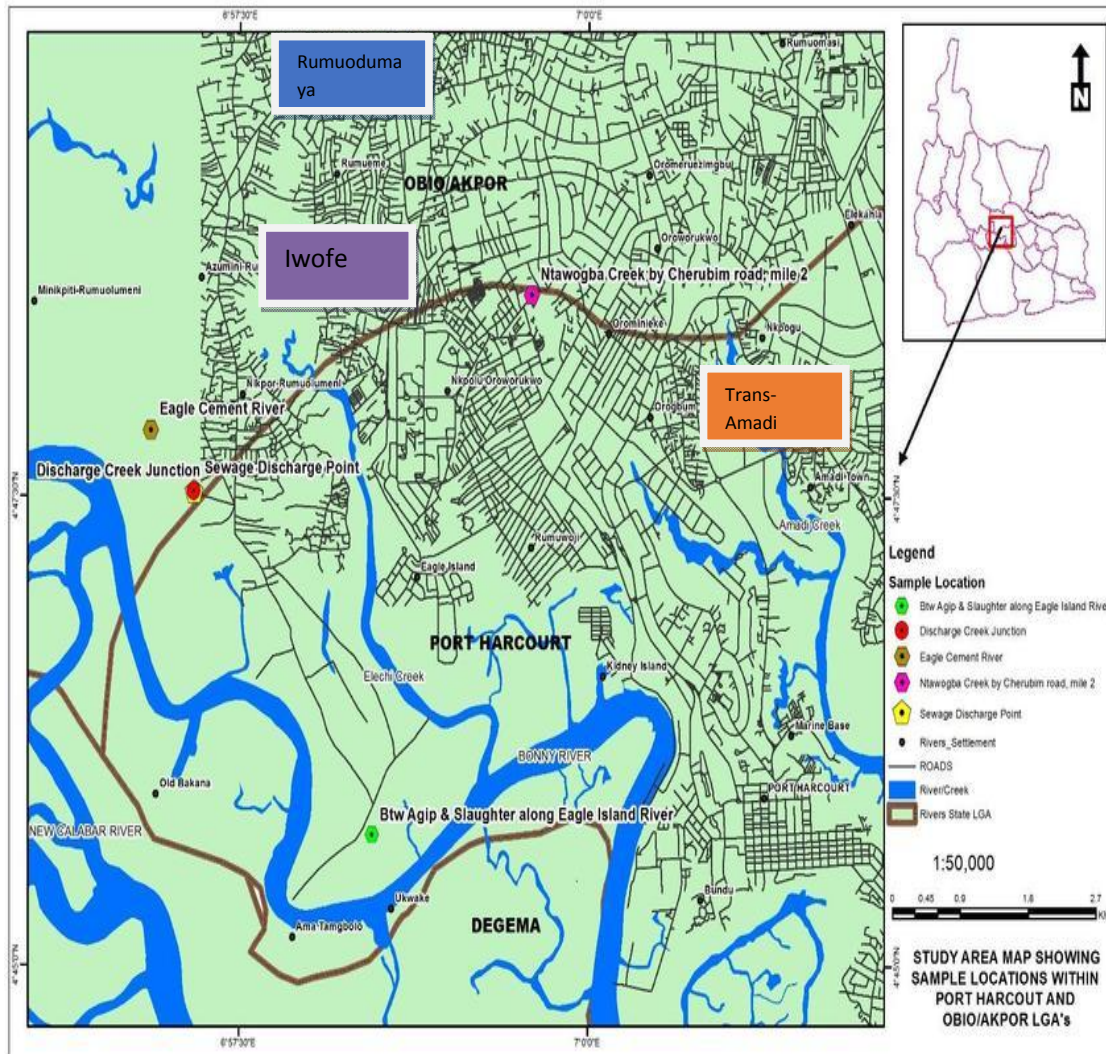 6°57'30"E
7°0'0"E
Rumuoduma
ya
Rumuomasi
Rumueme
OBIO/AKPOR
Oromeruezimgbu
Elekahia
Iwofe
Oroworukwo
Azumini-Ru
Ntawogba Creek by Cherubim road, mile 2
Minikpiti-Rumuolumeni
Orominieke
Nkpogu
Nkpor-Rumuolumeni
Nkpolu-Oroworukwo
Trans-
Amadi
Eagle Cement River
Orogbum
Discharge Creek Junction
Sewage Discharge Point
4°47'30"N
4°47'30"N
Amadi Town
Amadi Creek
Rumuwoji
Eagle Island
PORT HARCOURT
Elechi Creek
Kidney Island
Marine Base
BONNY RIVER
Old Bakana
PORT HARCOURT
NEW CALABAR RIVER
Btw Agip & Slaughter along Eagle Island River
Bundu
Ukwake
Ama-Tamgbolo
DEGEMA
4°45'0"N
4°45'0"N
6°57'30"E
7°0'0"E
N
Legend
Sample Location
Btw Agip & Slaughter along Eagle Island Rive
Discharge Creek Junction
Eagle Cement River
Ntawogba Creek by Cherubim road, mile 2
Sewage Discharge Point
Rivers_Settlement
ROADS
River/Creek
Rivers State LGA
1:50,000
0 0.45 0.9 1.8 2.7
K
STUDY AREA MAP SHOWING
SAMPLE LOCATIONS WITHIN
PORT HARCOUT AND
OBIO/AKPOR LGA's